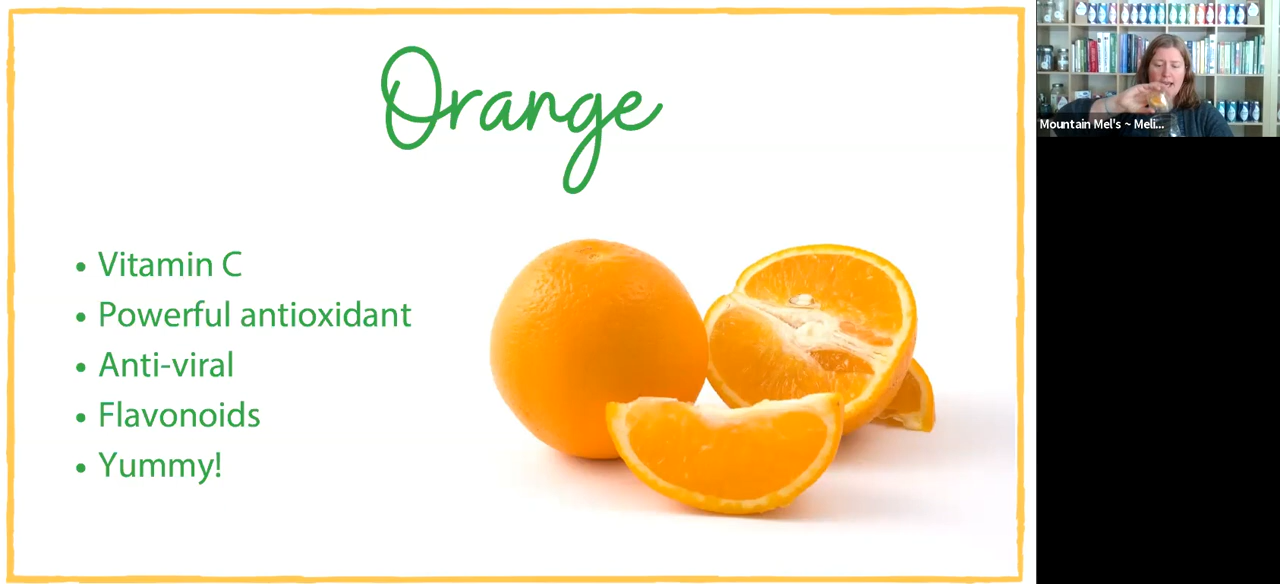 Orange
• Vitamin C
• Powerful antioxidant
• Anti-viral
• Flavonoids
• Yummy!
Mountain Mel's ~ Meli...